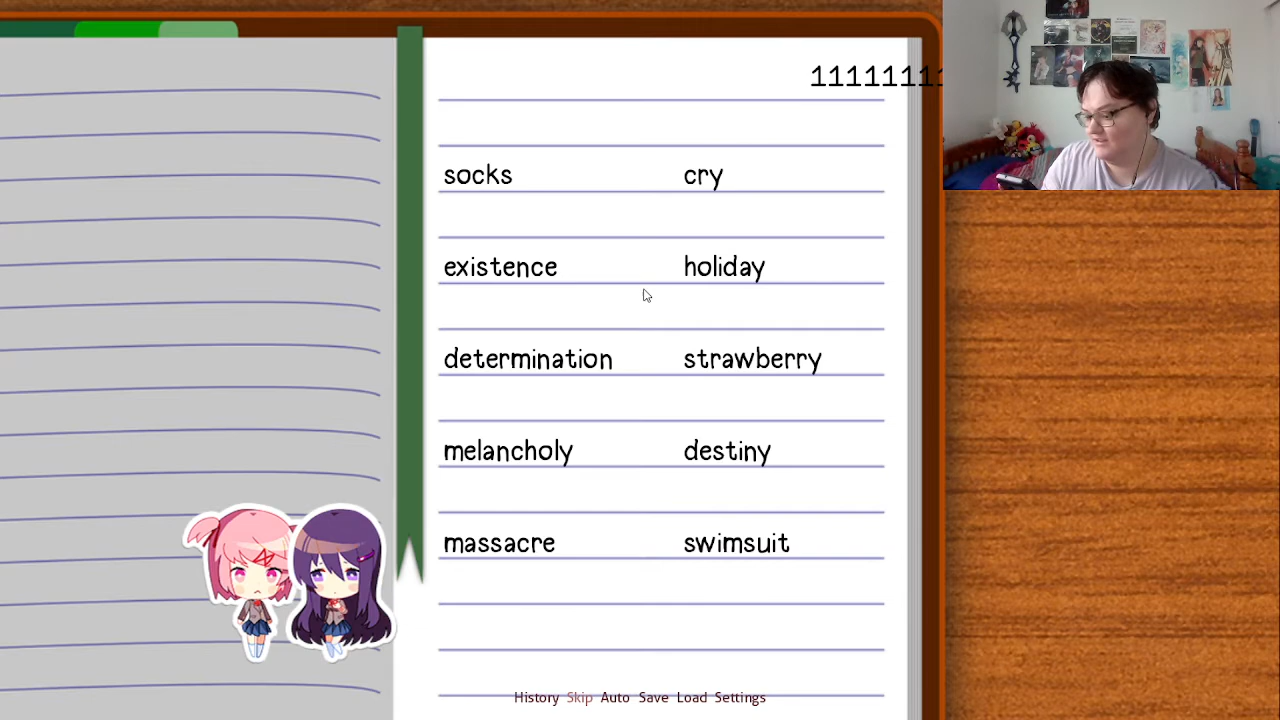 11111111
socks cry
existence holiday
determination strawberry
melancholy destiny
massacre swimsuit
History Skip Auto Save Load Settings